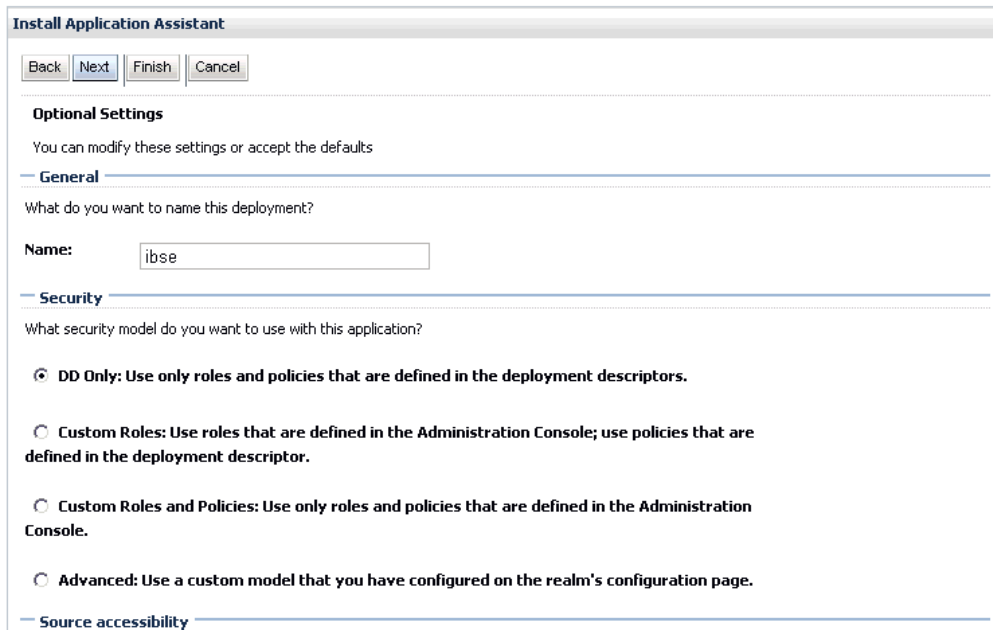 Install Application Assistant
Back Next Finish Cancel
Optional Settings
You can modify these settings or accept the defaults
General
What do you want to name this deployment?
Name: ibse
Security
What security model do you want to use with this application?
DD Only: Use only roles and policies that are defined in the deployment descriptors.
Custom Roles: Use roles that are defined in the Administration Console; use policies that are
defined in the deployment descriptor.
Custom Roles and Policies: Use only roles and policies that are defined in the Administration
Console.
Advanced: Use a custom model that you have configured on the realm's configuration page.
Source accessibility